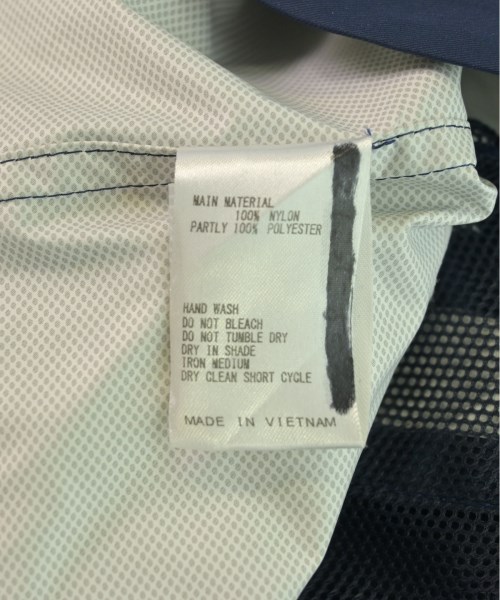 MAIN MATERIAL
100% NYLON
PARTLY 100% POLYESTER
HAND WASH
DO NOT BLEACH
DO NOT TUMBLE DRY
DRY IN SHADE
IRON MEDIUM
DRY CLEAN SHORT CYCLE
MADE IN VIETNAM